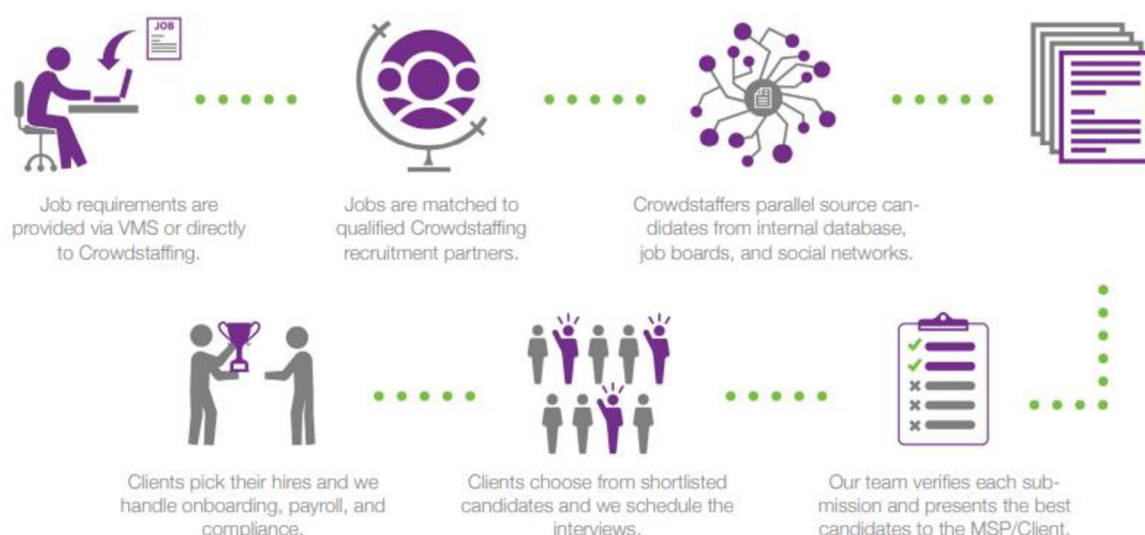 JOB
Job requirements are
provided via VMS or directly
to Crowdstaffing.
Jobs are matched to
qualified Crowdstaffing
recruitment partners.
Crowdstaffers parallel source can-
didates from internal database,
job boards, and social networks.
Our team verifies each sub-
mission and presents the best
candidates to the MSP/Client.
Clients choose from shortlisted
candidates and we schedule the
interviews.
Clients pick their hires and we
handle onboarding, payroll, and
compliance.